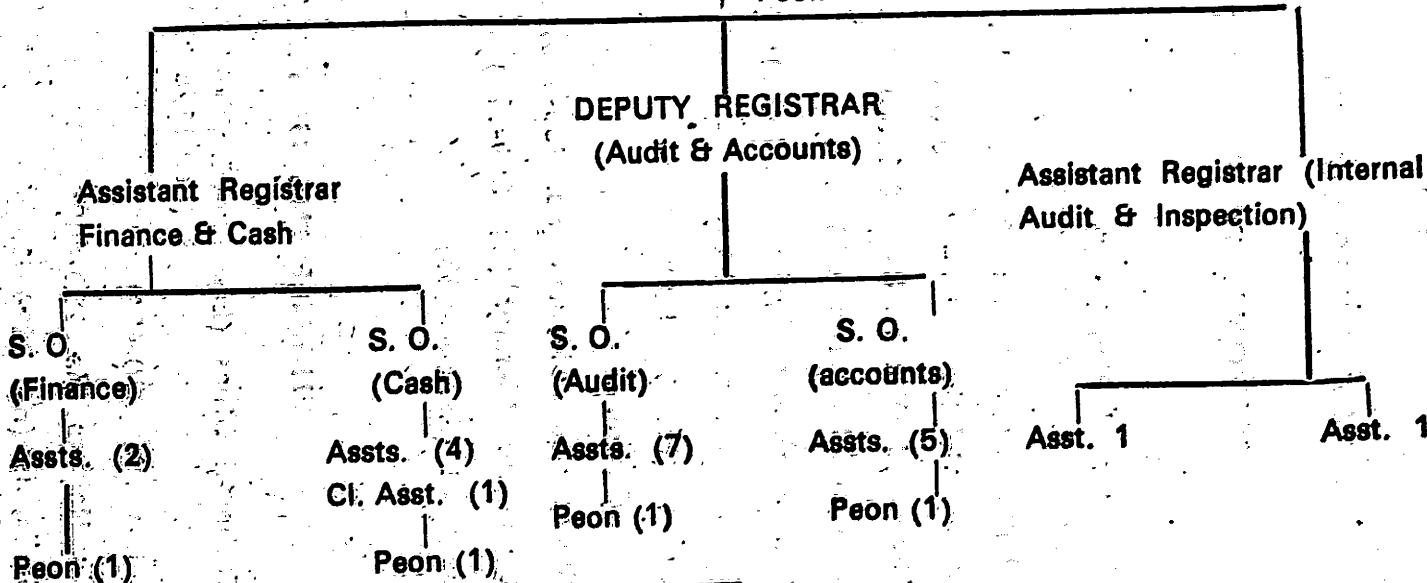 DEPUTY REGISTRAR
(Audit & Accounts)
Assistant Registrar
Finance & Cash
Assistant Registrar (Internal
Audit & Inspection)
S. O.
(Finance)
Assts. (2)
Peon (1)
S. O.
(Cash)
Assts. (4)
Cl. Asst. (1)
Peon (1)
S. O.
(Audit)
Assts. (7)
Peon (1)
S. O.
(accounts)
Assts. (5)
Peon (1)
Asst. 1
Asst. 1